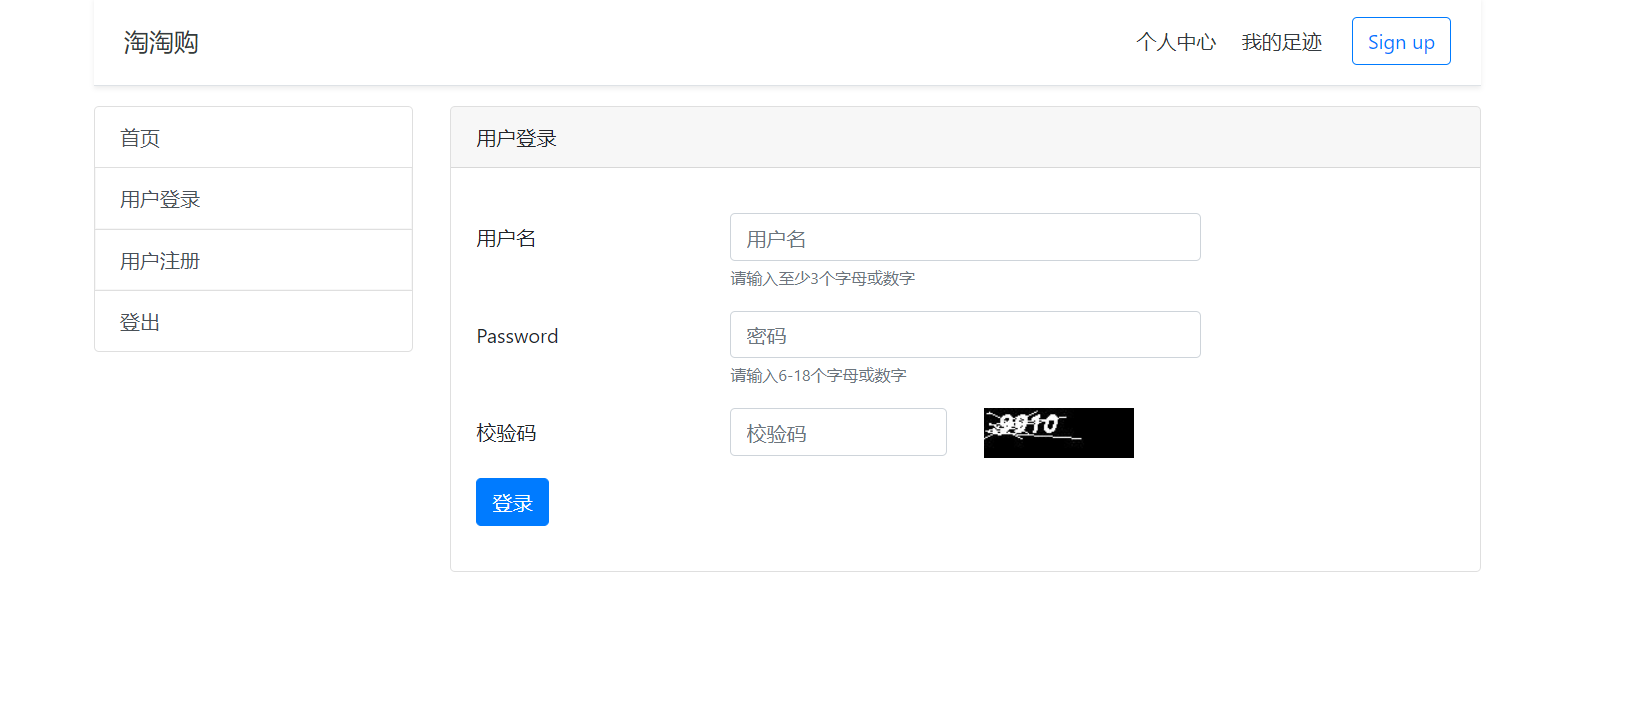 淘淘购
个人中心 我的足迹 Sign up
首页
用户登录
用户注册
登出
用户登录
用户名 用户名
请输入至少3个字母或数字
Password 密码
请输入6-18个字母或数字
校验码 校验码 9910
登录